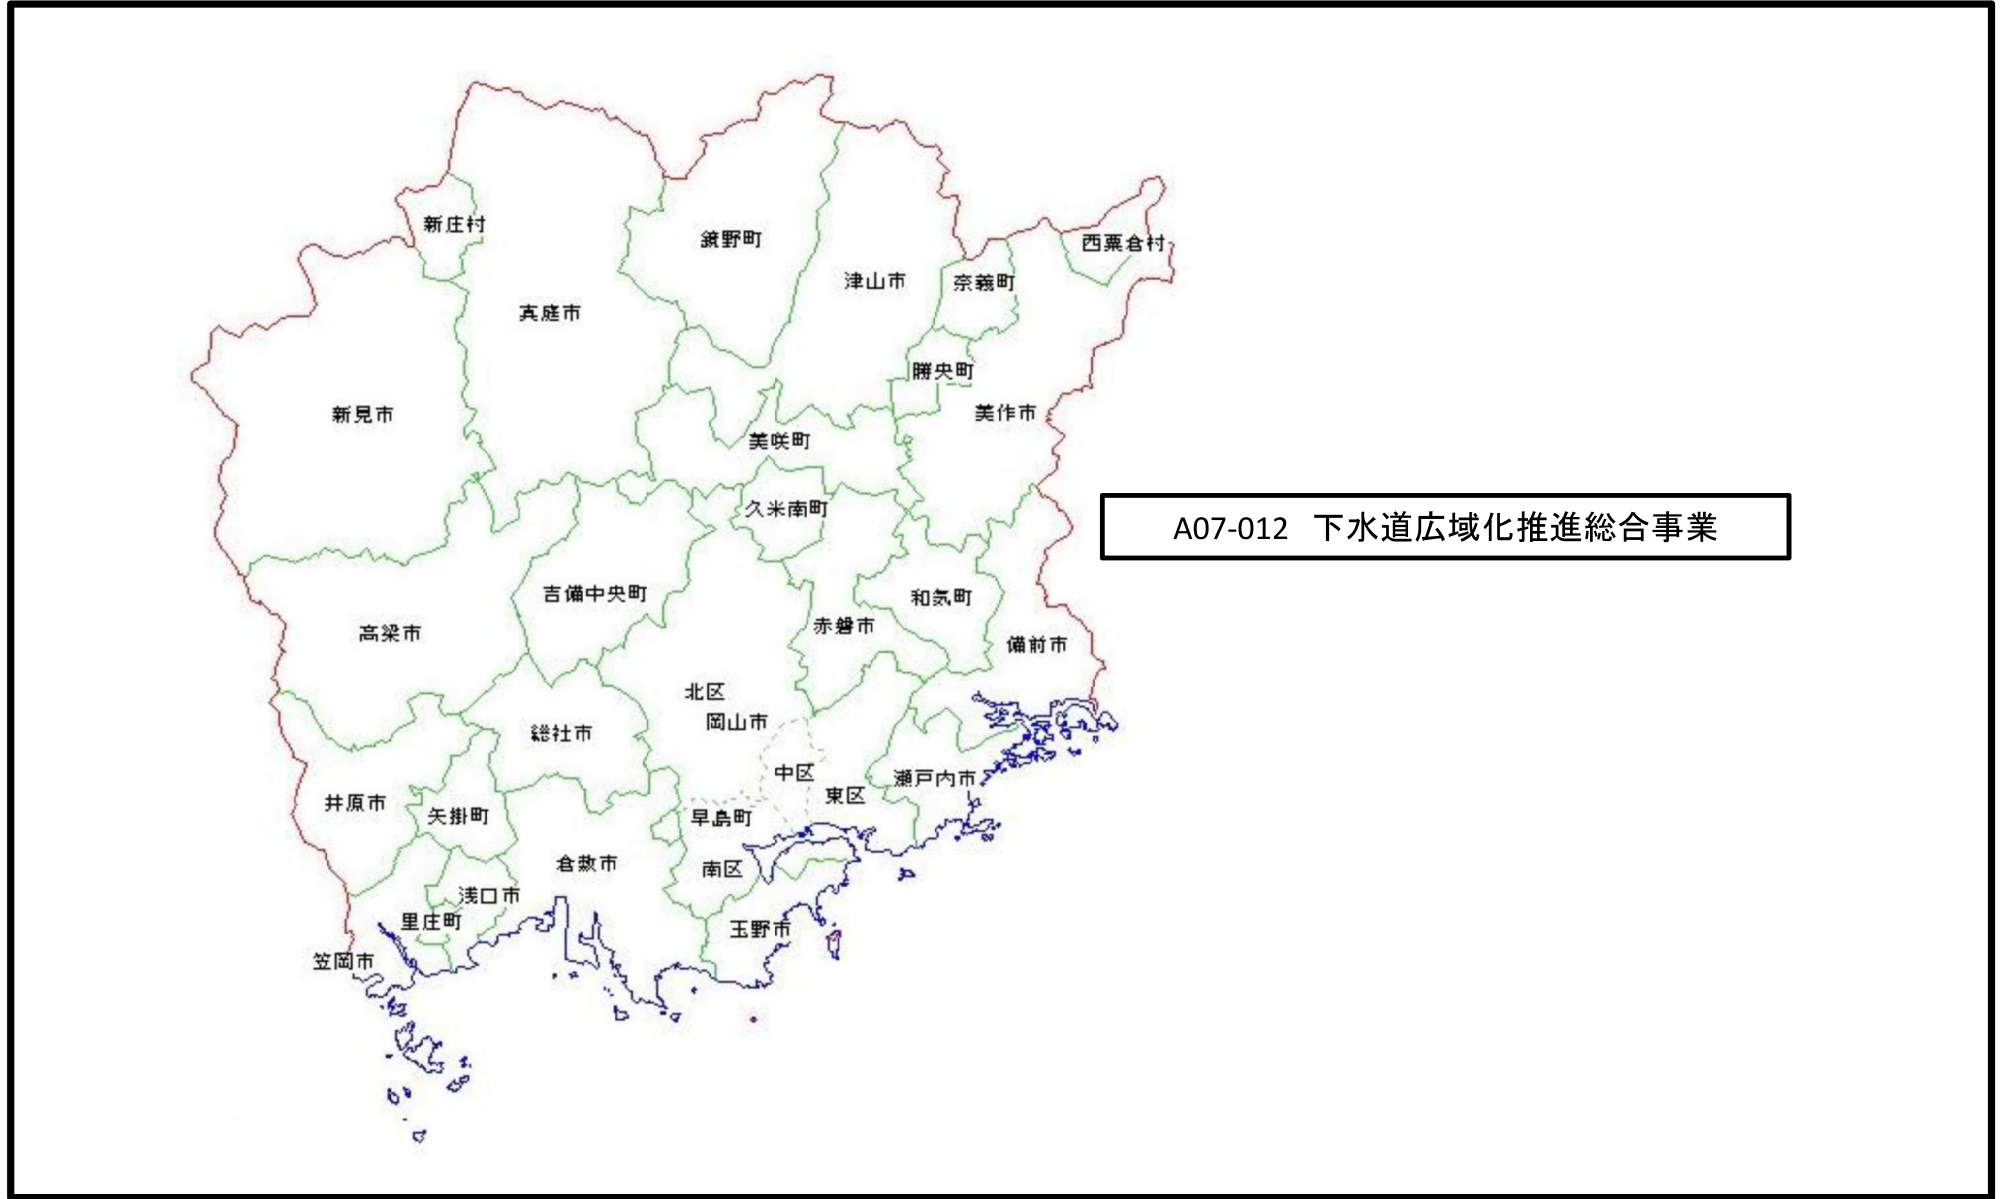 新庄村
鏡野町
西粟倉村
津山市
奈義町
真庭市
勝央町
新見市
美作市
美咲町
久米南町
A07-012 下水道広域化推進総合事業
吉備中央町
和気町
高梁市
赤磐市
備前市
北区
岡山市
総社市
中区
瀬戸内市
東区
井原市
矢掛町
早島町
倉敷市
南区
浅口市
里庄町
玉野市
笠岡市